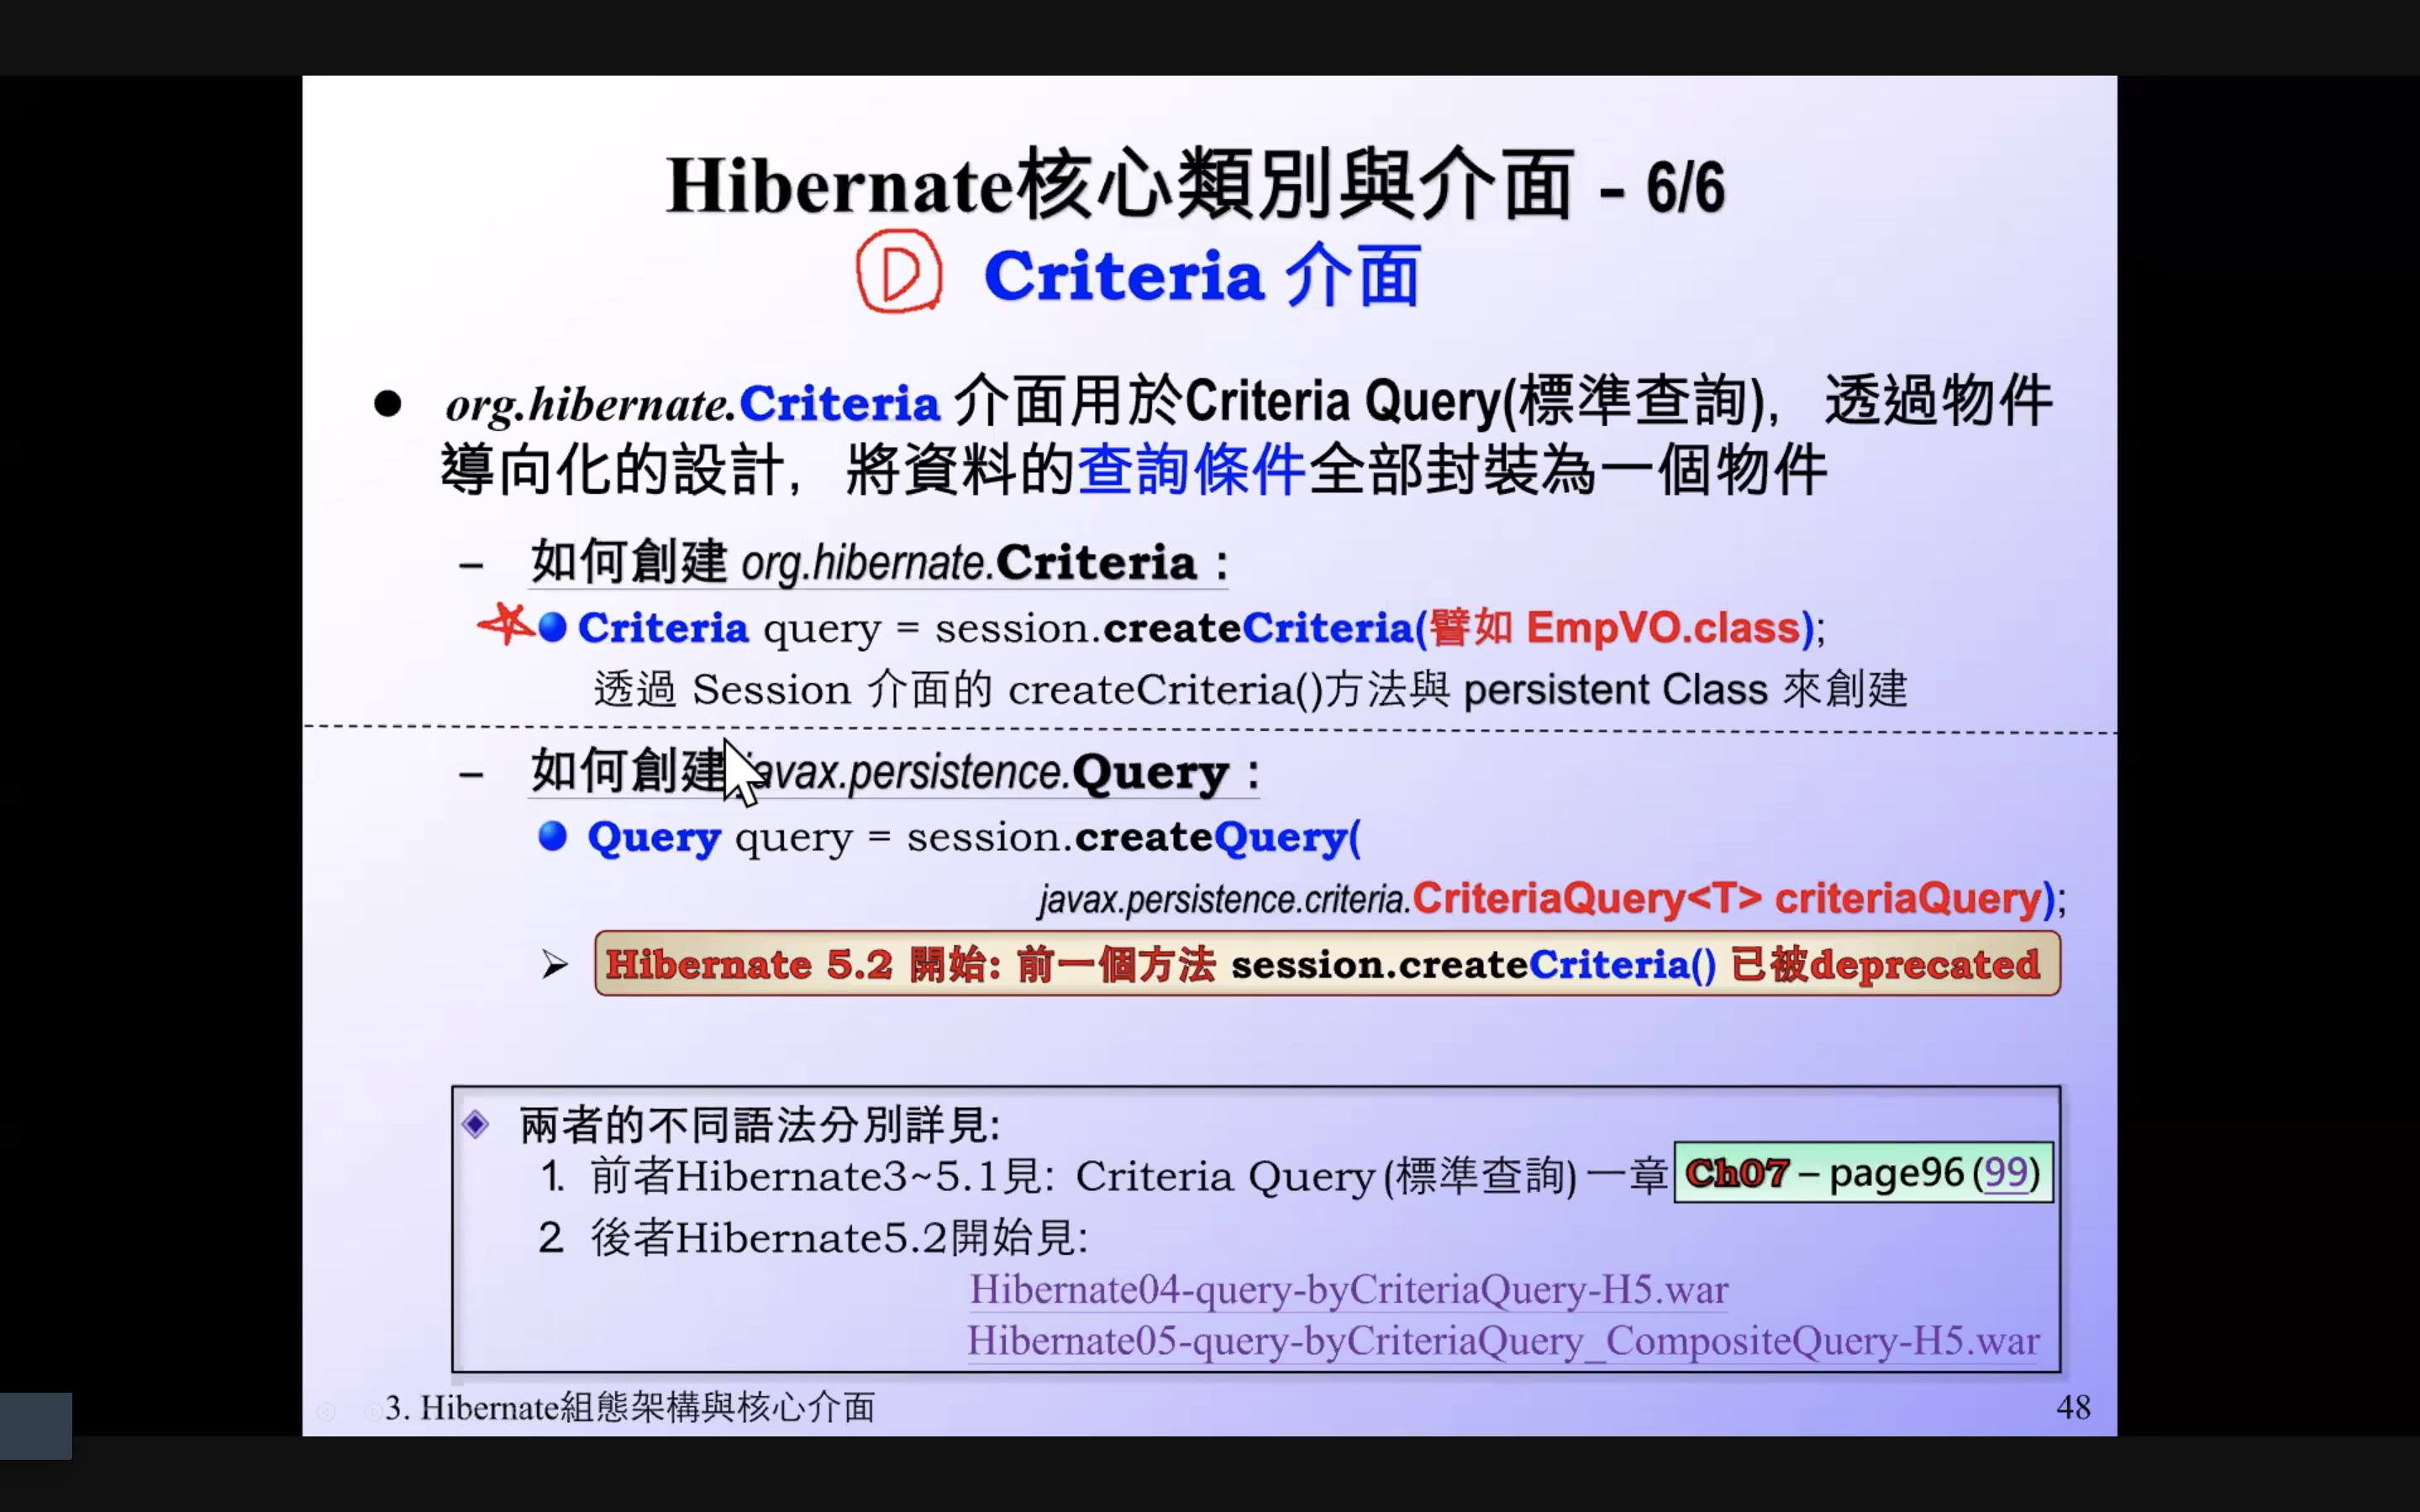 Hibernate核心類別與介面 - 6/6
D Criteria 介面
● org.hibernate.Criteria 介面用於Criteria Query(標準查詢)，透過物件
導向化的設計，將資料的查詢條件全部封裝為一個物件
– 如何創建 org.hibernate.Criteria：
Criteria query = session.createCriteria(譬如 EmpVO.class);
透過 Session 介面的 createCriteria()方法與 persistent Class 來創建
– 如何創建 javax.persistence.Query：
Query query = session.createQuery(
javax.persistence.criteria.CriteriaQuery<T> criteriaQuery);
➢ Hibernate 5.2 開始: 前一個方法 session.createCriteria() 已被deprecated
兩者的不同語法分別詳見:
1. 前者Hibernate3~5.1見: Criteria Query(標準查詢)一章 Ch07 – page96 (99)
2 後者Hibernate5.2開始見:
Hibernate04-query-byCriteriaQuery-H5.war
Hibernate05-query-byCriteriaQuery_CompositeQuery-H5.war
3. Hibernate組態架構與核心介面 48